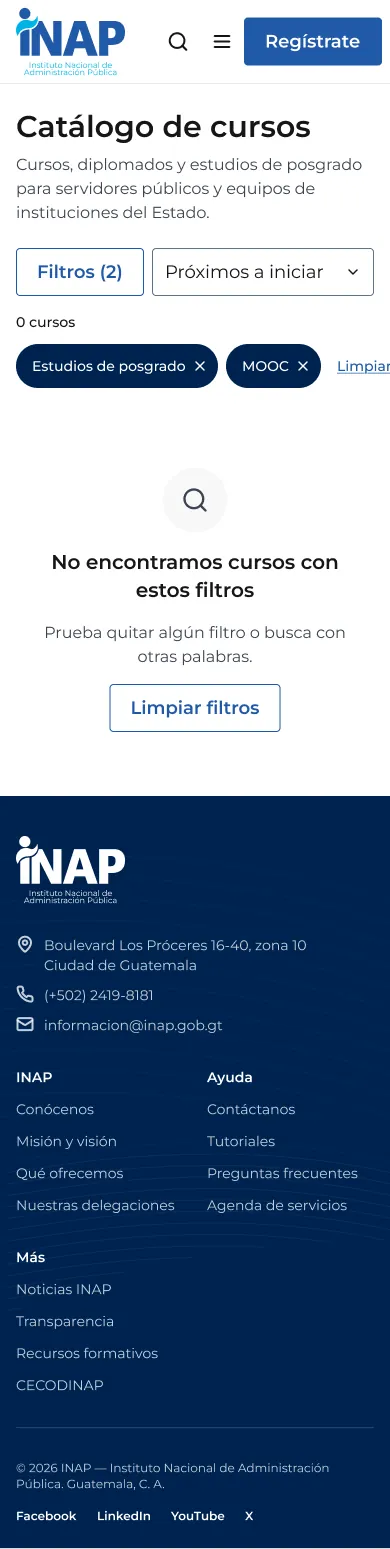 iNAP
Instituto Nacional de
Administración Pública
Regístrate
Catálogo de cursos
Cursos, diplomados y estudios de posgrado
para servidores públicos y equipos de
instituciones del Estado.
Filtros (2)
Próximos a iniciar
0 cursos
Estudios de posgrado
MOOC
Limpiar
No encontramos cursos con
estos filtros
Prueba quitar algún filtro o busca con
otras palabras.
Limpiar filtros
iNAP
Instituto Nacional de
Administración Pública
Boulevard Los Próceres 16-40, zona 10
Ciudad de Guatemala
(+502) 2419-8181
informacion@inap.gob.gt
INAP
Conócenos
Misión y visión
Qué ofrecemos
Nuestras delegaciones
Ayuda
Contáctanos
Tutoriales
Preguntas frecuentes
Agenda de servicios
Más
Noticias INAP
Transparencia
Recursos formativos
CECODINAP
© 2026 INAP — Instituto Nacional de Administración
Pública. Guatemala, C. A.
Facebook LinkedIn YouTube X